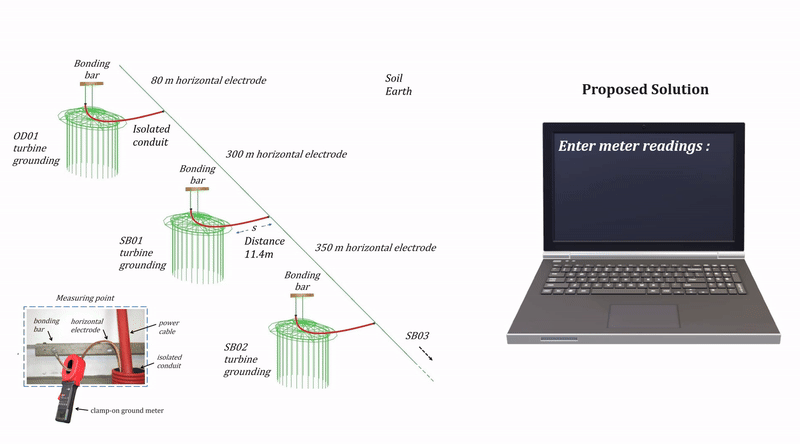 Bonding
bar
80 m horizontal electrode
Soil
Earth
Proposed Solution
OD01
turbine
grounding
Isolated
conduit
Enter meter readings :
300 m horizontal electrode
Bonding
bar
SB01
turbine
grounding
s
Distance
11.4m
350 m horizontal electrode
Bonding
bar
Measuring point
bonding
bar
horizontal
electrode
power
cable
isolated
conduit
clamp-on ground meter
SB02
turbine
grounding
SB03